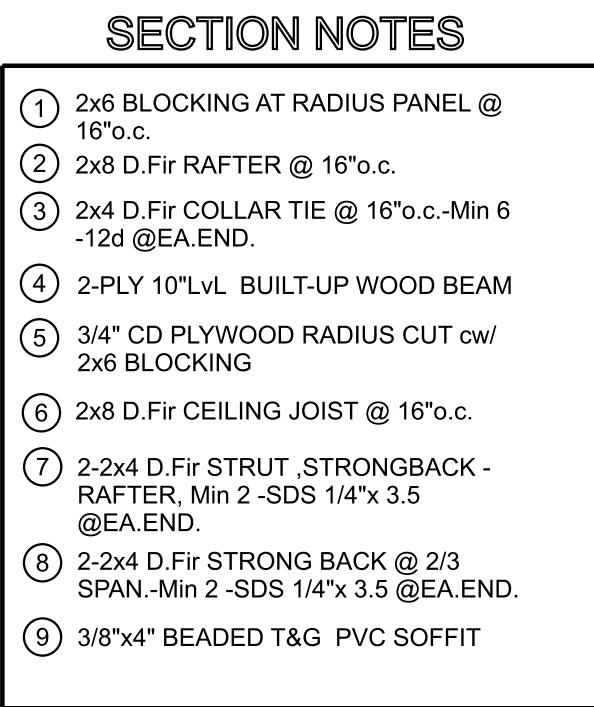 SECTION NOTES
1 2x6 BLOCKING AT RADIUS PANEL @
16"o.c.
2 2x8 D.Fir RAFTER @ 16"o.c.
3 2x4 D.Fir COLLAR TIE @ 16"o.c.-Min 6
-12d @EA.END.
4 2-PLY 10"LvL BUILT-UP WOOD BEAM
5 3/4" CD PLYWOOD RADIUS CUT cw/
2x6 BLOCKING
6 2x8 D.Fir CEILING JOIST @ 16"o.c.
7 2-2x4 D.Fir STRUT ,STRONGBACK -
RAFTER, Min 2 -SDS 1/4"x 3.5
@EA.END.
8 2-2x4 D.Fir STRONG BACK @ 2/3
SPAN.-Min 2 -SDS 1/4"x 3.5 @EA.END.
9 3/8"x4" BEADED T&G PVC SOFFIT